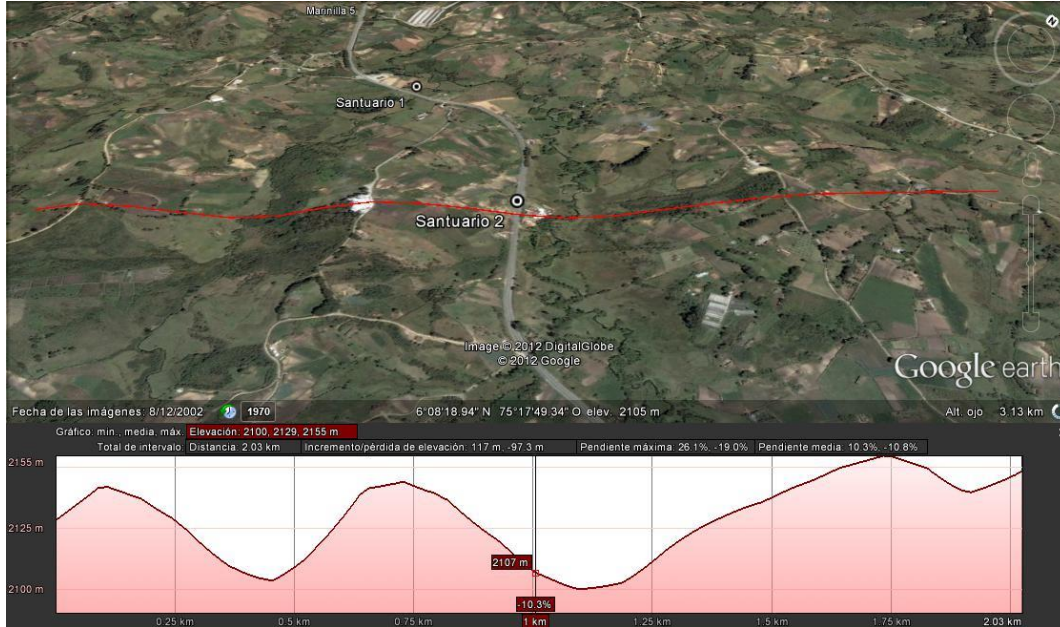 Marinilla 5
Santuario 1
Santuario 2
Image © 2012 DigitalGlobe
© 2012 Google
Google earth
Fecha de las imágenes: 8/12/2002 1970 6°08'18.94" N 75°17'49.34" O elev. 2105 m Alt. ojo 3.13 km
Gráfico: mín., media, máx. Elevación: 2100, 2129, 2155 m
Total de intervalo Distancia: 2.03 km Incremento/pérdida de elevación: 117 m, -97.3 m Pendiente máxima: 26.1%, -19.0% Pendiente media: 10.3%, -10.8%
2155 m
2125 m
2107 m
2100 m
-10.3%
0.25 km 0.5 km 0.75 km 1 km 1.25 km 1.5 km 1.75 km 2.03 km